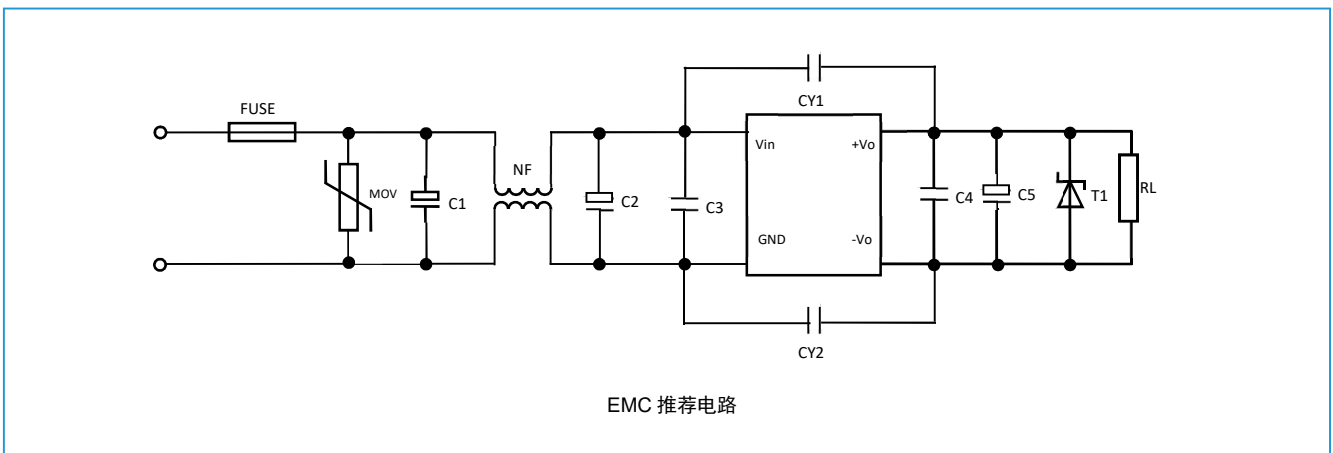 CY1
FUSE
Vin
+Vo
NF
MOV
C1
C2
C3
C4
C5
T1
RL
GND
-Vo
CY2
EMC 推荐电路